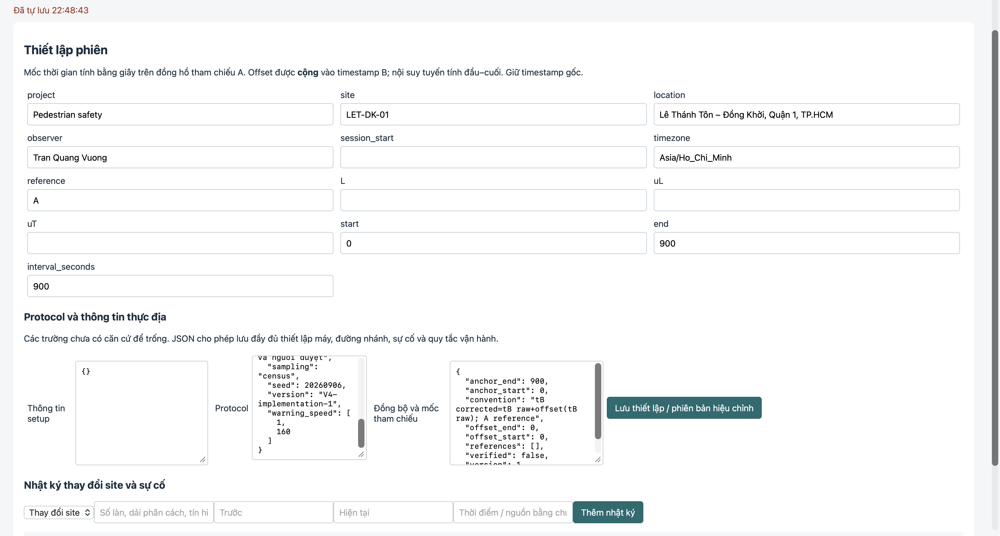 Đã tự lưu 22:48:43
Thiết lập phiên
Mốc thời gian tính bằng giây trên đồng hồ tham chiếu A. Offset được cộng vào timestamp B; nội suy tuyến tính đầu–cuối. Giữ timestamp gốc.
project
Pedestrian safety
site
LET-DK-01
location
Lê Thánh Tôn – Đồng Khởi, Quận 1, TP.HCM
observer
Tran Quang Vuong
session_start
timezone
Asia/Ho_Chi_Minh
reference
A
L
uL
uT
start
0
end
900
interval_seconds
900
Protocol và thông tin thực địa
Các trường chưa có căn cứ để trống. JSON cho phép lưu đầy đủ thiết lập máy, đường nhánh, sự cố và quy tắc vận hành.
Thông tin
setup
{}
Protocol
và người duyệt",
"sampling":
"census",
"seed": 20260906,
"version": "V4-
implementation-1",
"warning_speed": [
1,
160
]
}
Đồng bộ và mốc
tham chiếu
{
"anchor_end": 900,
"anchor_start": 0,
"convention": "tB
corrected=tB raw+offset(tB
raw); A reference",
"offset_end": 0,
"offset_start": 0,
"references": [],
"verified": false,
"version": 1
Lưu thiết lập / phiên bản hiệu chỉnh
Nhật ký thay đổi site và sự cố
Thay đổi site
Số làn, dải phân cách, tín hi
Trước
Hiện tại
Thời điểm / nguồn bằng chứ
Thêm nhật ký